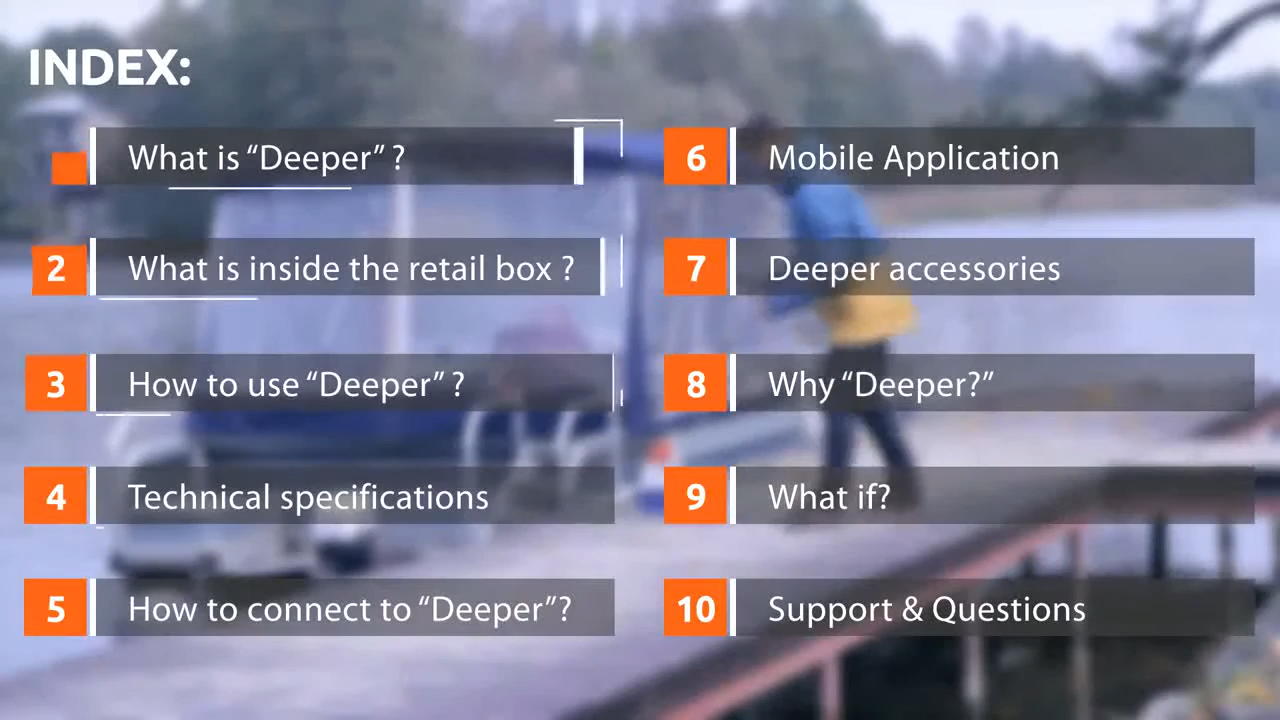 INDEX:
What is “Deeper” ?
2 What is inside the retail box ?
3 How to use “Deeper” ?
4 Technical specifications
5 How to connect to “Deeper”?
6 Mobile Application
7 Deeper accessories
8 Why “Deeper?”
9 What if?
10 Support & Questions